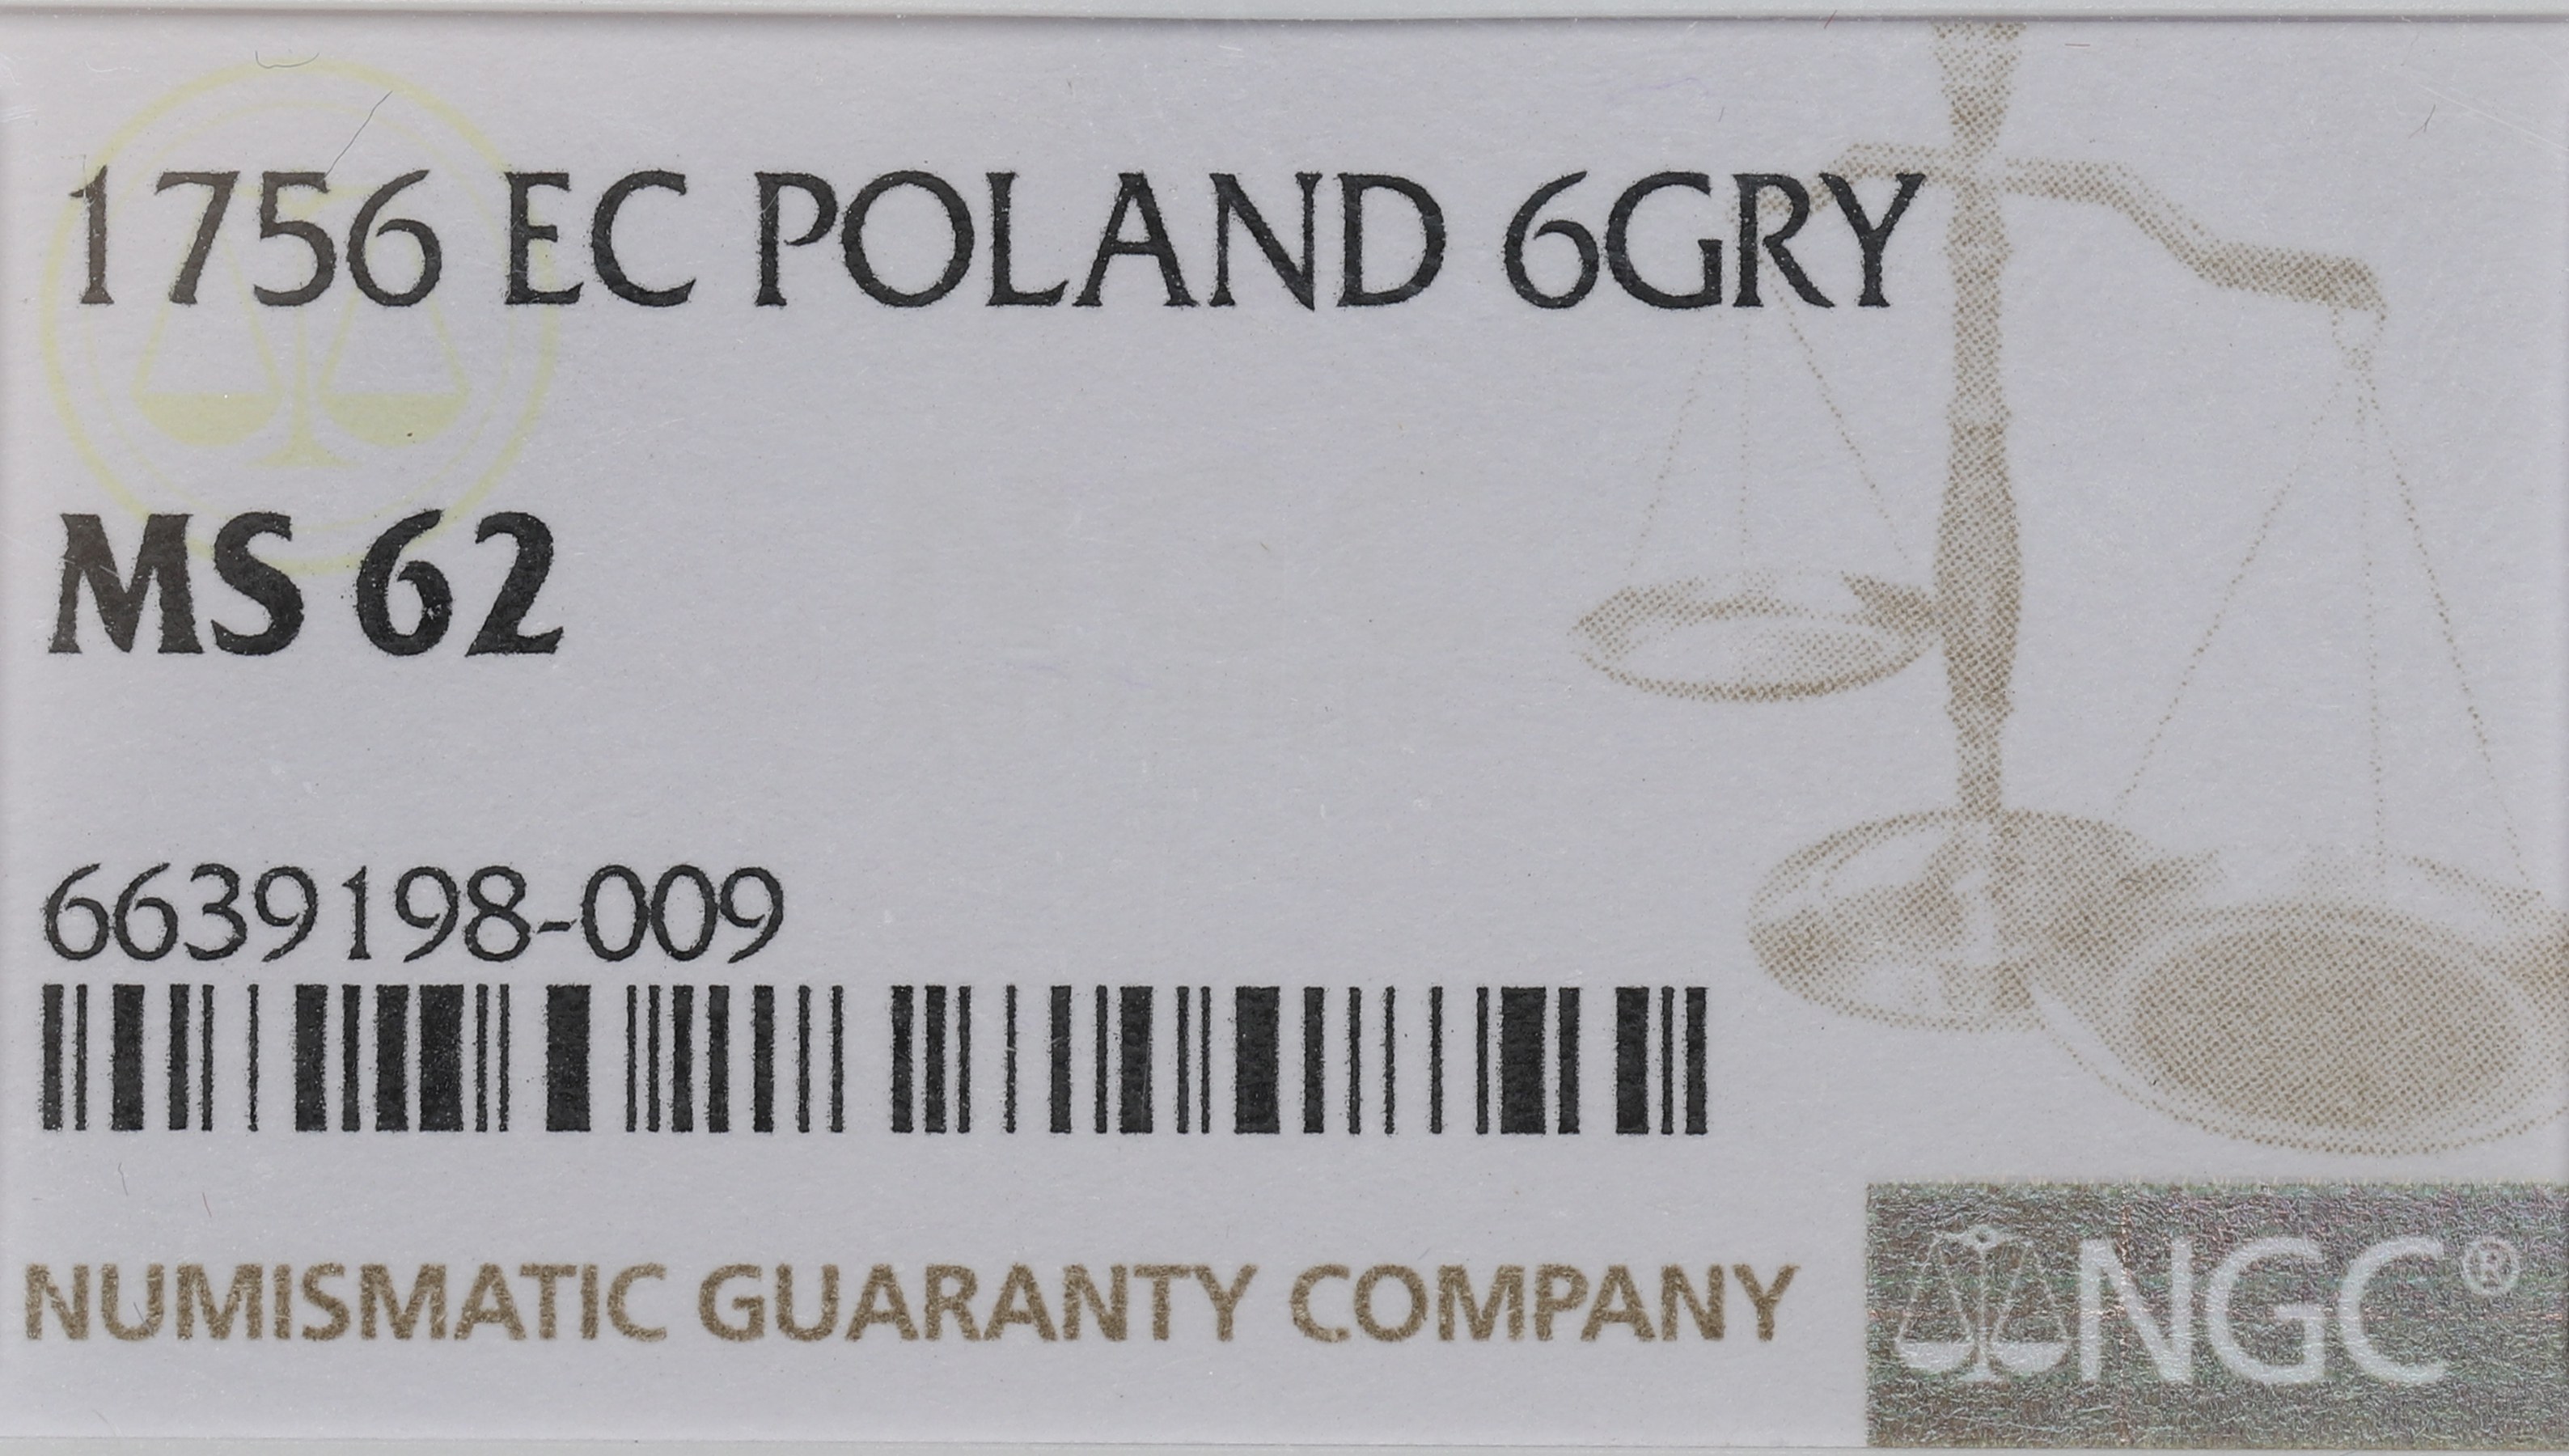 1756 EC POLAND 6GRY
MS 62
6639198-009
NUMISMATIC GUARANTY COMPANY
NGC®